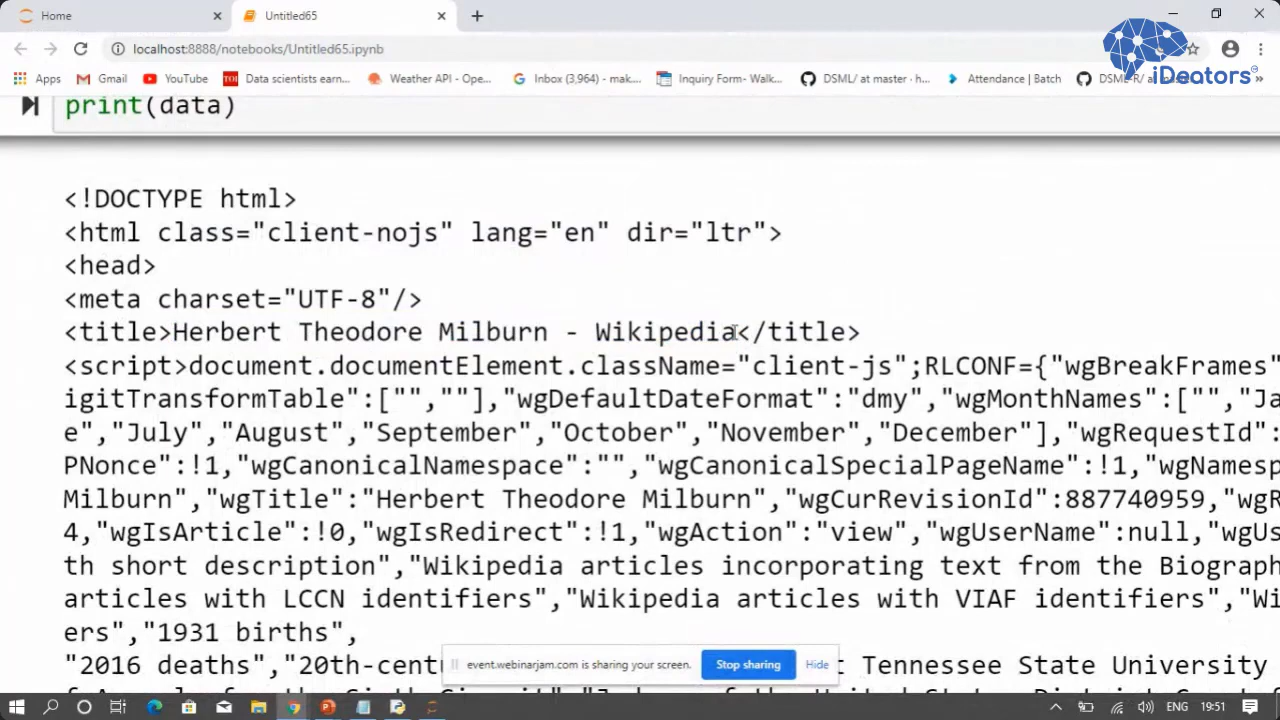 Home
Untitled65
localhost:8888/notebooks/Untitled65.ipynb
iDeators
Apps
Gmail
YouTube
TOI
Data scientists earn...
Weather API - Ope...
Inbox (3,964) - mak...
Inquiry Form- Walk...
DSML/ at master · h...
Attendance | Batch
DSML-R/ at mas
print(data)
<!DOCTYPE html>
<html class="client-nojs" lang="en" dir="ltr">
<head>
<meta charset="UTF-8"/>
<title>Herbert Theodore Milburn - Wikipedia</title>
<script>document.documentElement.className="client-js";RLCONF={"wgBreakFrames"
igitTransformTable":["",""],"wgDefaultDateFormat":"dmy","wgMonthNames":["","Ja
e","July","August","September","October","November","December"],"wgRequestId":
PNonce":!1,"wgCanonicalNamespace":"","wgCanonicalSpecialPageName":!1,"wgNamesp
Milburn","wgTitle":"Herbert Theodore Milburn","wgCurRevisionId":887740959,"wgR
4,"wgIsArticle":!0,"wgIsRedirect":!1,"wgAction":"view","wgUserName":null,"wgUs
th short description","Wikipedia articles incorporating text from the Biograph
articles with LCCN identifiers","Wikipedia articles with VIAF identifiers","Wi
ers","1931 births",
"2016 deaths","20th-centu
t Tennessee State University
event.webinarjam.com is sharing your screen.
Stop sharing
Hide
ENG
19:51